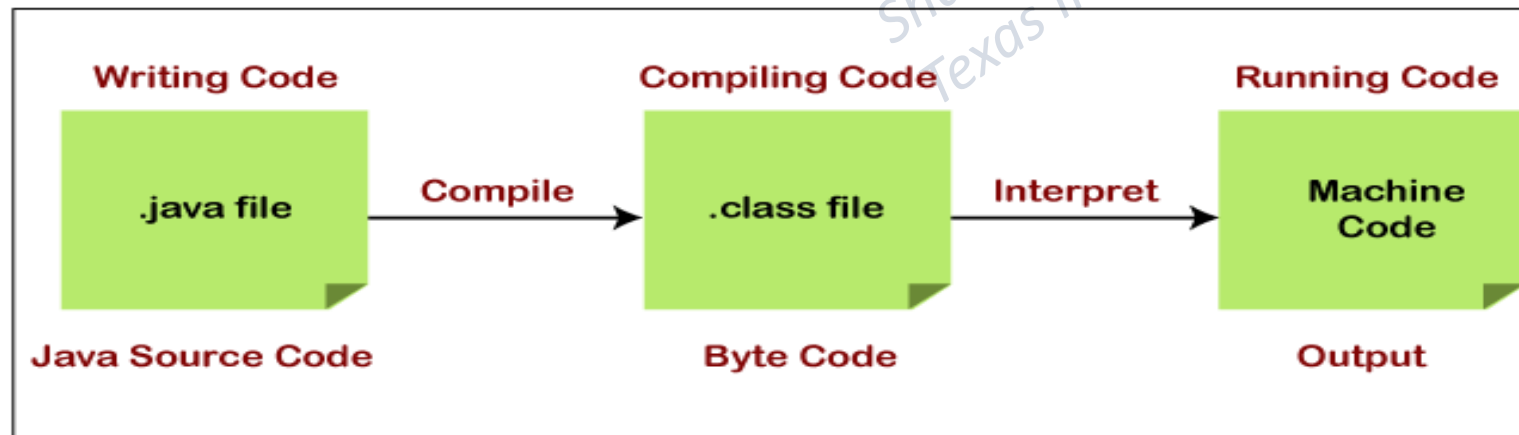 Writing Code
Compiling Code
Running Code
.java file
Compile
.class file
Interpret
Machine
Code
Java Source Code
Byte Code
Output
Texas